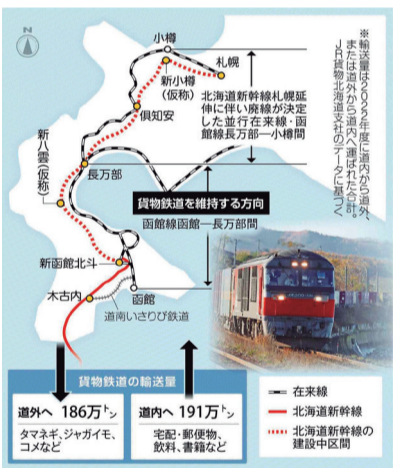 ※輸送量は2022年度に道内から道外、
または道外から道内へ運ばれた合計。
JR貨物北海道支社のデータに基づく
小樽
札幌
新小樽
(仮称)
倶知安
北海道新幹線札幌延
伸に伴い廃線が決定
した並行在来線・函
館線長万部ー小樽間
新八雲(仮称)
長万部
貨物鉄道を維持する方向
函館線函館ー長万部間
新函館北斗
木古内
函館
道南いさりび鉄道
貨物鉄道の輸送量
道外へ 186万トン
タマネギ、ジャガイモ、
コメなど
道内へ 191万トン
宅配・郵便物、
飲料、書籍など
在来線
北海道新幹線
北海道新幹線の
建設中区間